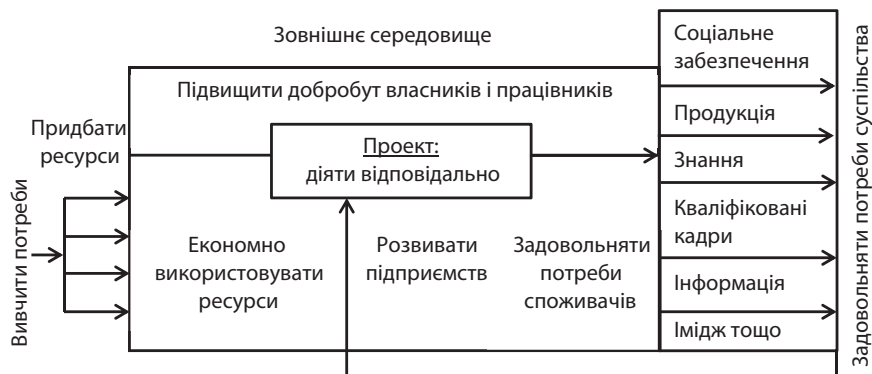 Зовнішнє середовище
Вивчити потреби
Придбати
ресурси
Підвищити добробут власників і працівників
Проект:
діяти відповідально
Економно
використовувати
ресурси
Розвивати
підприємств
Задовольняти
потреби
споживачів
Соціальне
забезпечення
Продукція
Знання
Кваліфіковані
кадри
Інформація
Імідж тощо
Задовольняти потреби суспільства